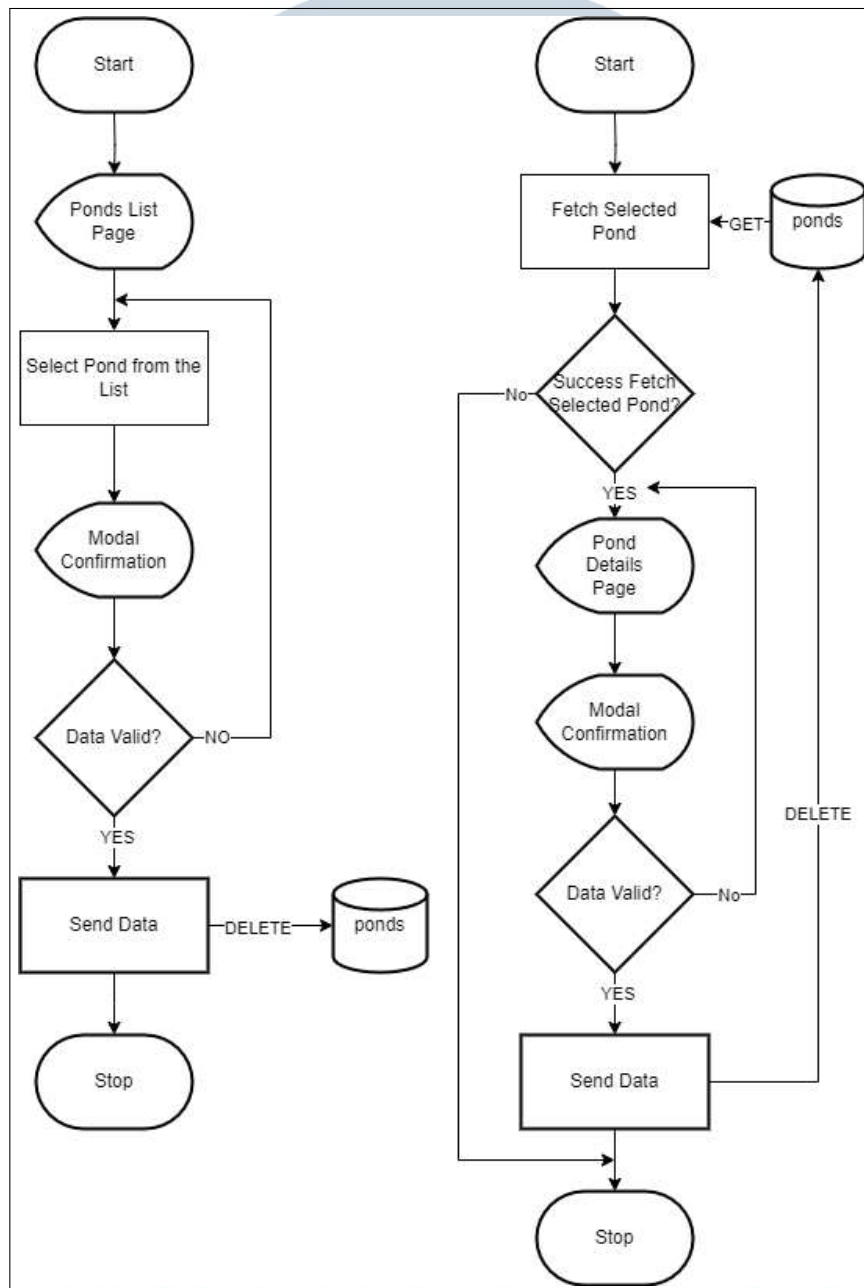 Start
Ponds List
Page
Select Pond from the
List
Modal
Confirmation
Data Valid?
NO
YES
Send Data
DELETE
ponds
Stop
Start
Fetch Selected
Pond
GET
ponds
Success Fetch
Selected Pond?
No
YES
Pond
Details
Page
Modal
Confirmation
DELETE
Data Valid?
No
YES
Send Data
Stop